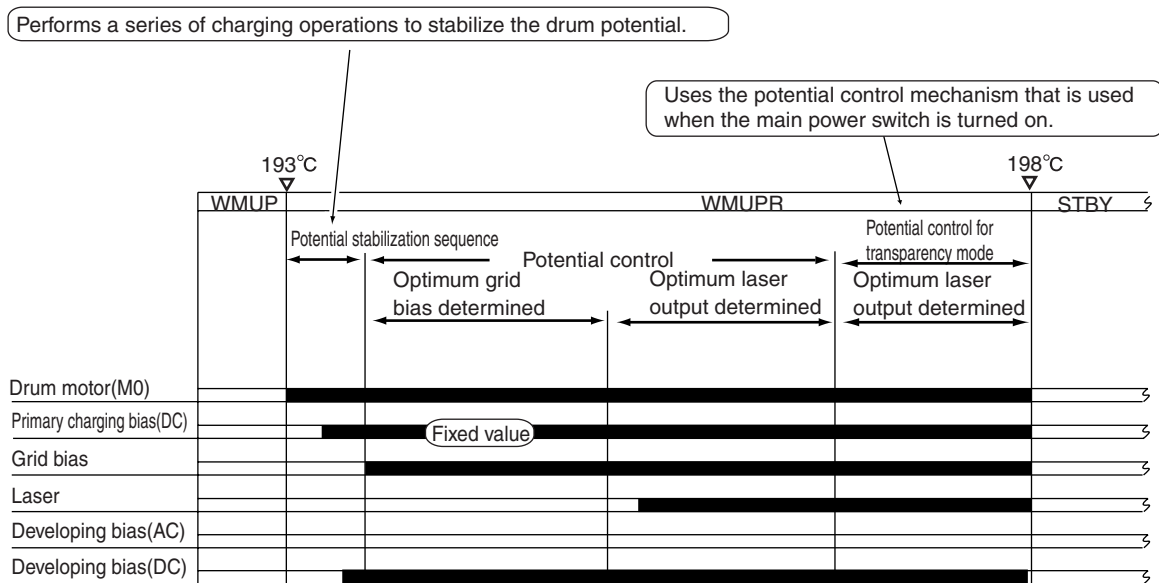 Performs a series of charging operations to stabilize the drum potential.
Uses the potential control mechanism that is used
when the main power switch is turned on.
193°C
198°C
WMUP
WMUPR
STBY
Potential stabilization sequence
Potential control
Potential control for
transparency mode
Optimum grid
bias determined
Optimum laser
output determined
Optimum laser
output determined
Drum motor(M0)
Primary charging bias(DC)
Fixed value
Grid bias
Laser
Developing bias(AC)
Developing bias(DC)